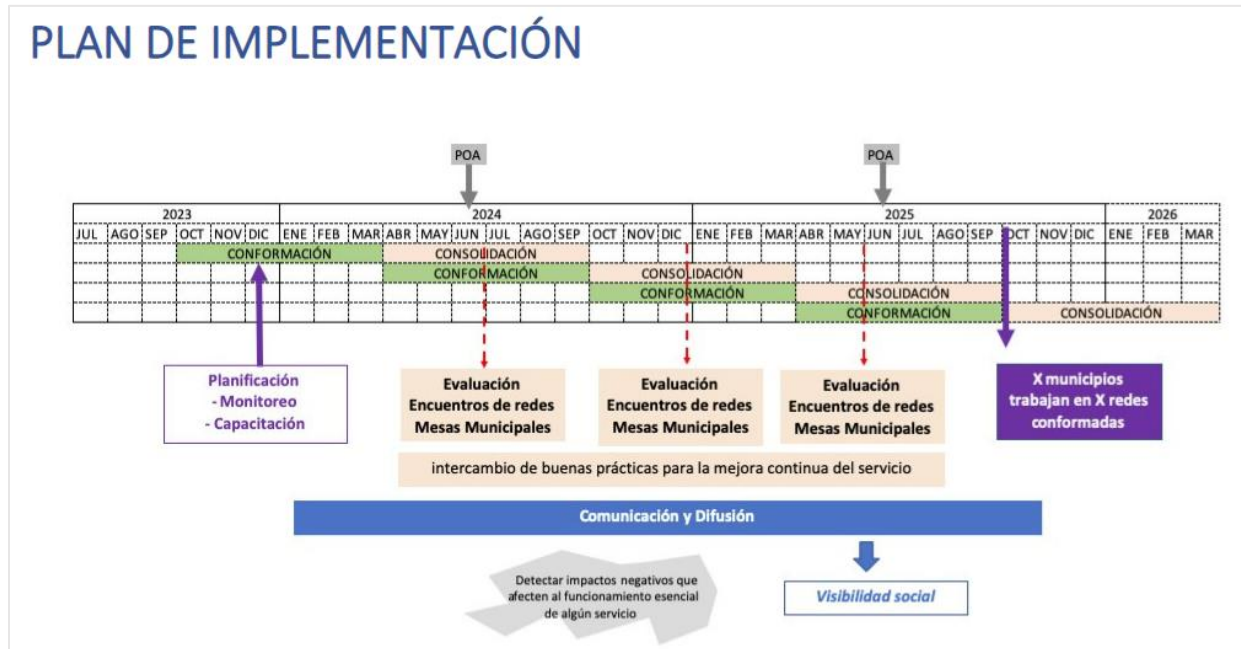 PLAN DE IMPLEMENTACIÓN
POA
POA
2023
2024
2025
2026
JUL AGO SEP OCT NOV DIC ENE FEB MAR ABR MAY JUN JUL AGO SEP OCT NOV DIC ENE FEB MAR ABR MAY JUN JUL AGO SEP OCT NOV DIC ENE FEB MAR
CONFORMACIÓN
CONSOLIDACIÓN
CONFORMACIÓN
CONSOLIDACIÓN
CONFORMACIÓN
CONSOLIDACIÓN
CONFORMACIÓN
CONSOLIDACIÓN
Planificación
- Monitoreo
- Capacitación
Evaluación
Encuentros de redes
Mesas Municipales
Evaluación
Encuentros de redes
Mesas Municipales
Evaluación
Encuentros de redes
Mesas Municipales
X municipios
trabajan en X redes
conformadas
intercambio de buenas prácticas para la mejora continua del servicio
Comunicación y Difusión
Detectar impactos negativos que
afecten al funcionamiento esencial
de algún servicio
Visibilidad social